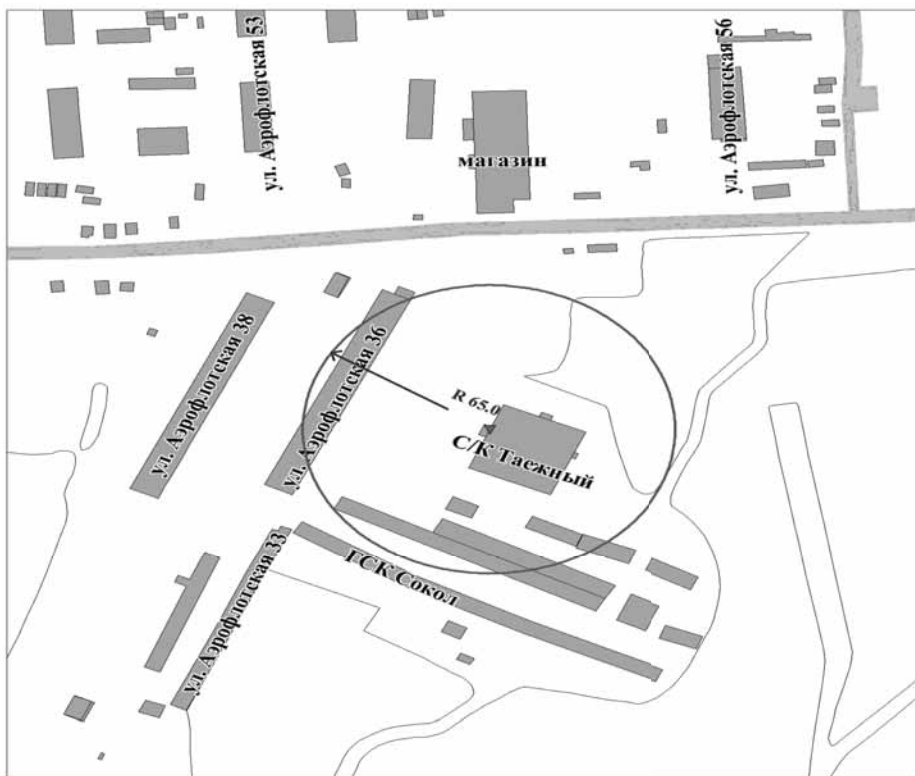 ул. Аэрофлотская 53
ул. Аэрофлотская 56
магазин
ул. Аэрофлотская 38
ул. Аэрофлотская 36
R 65.0
С/К Таежный
ГСК Сокол
ул. Аэрофлотская 33